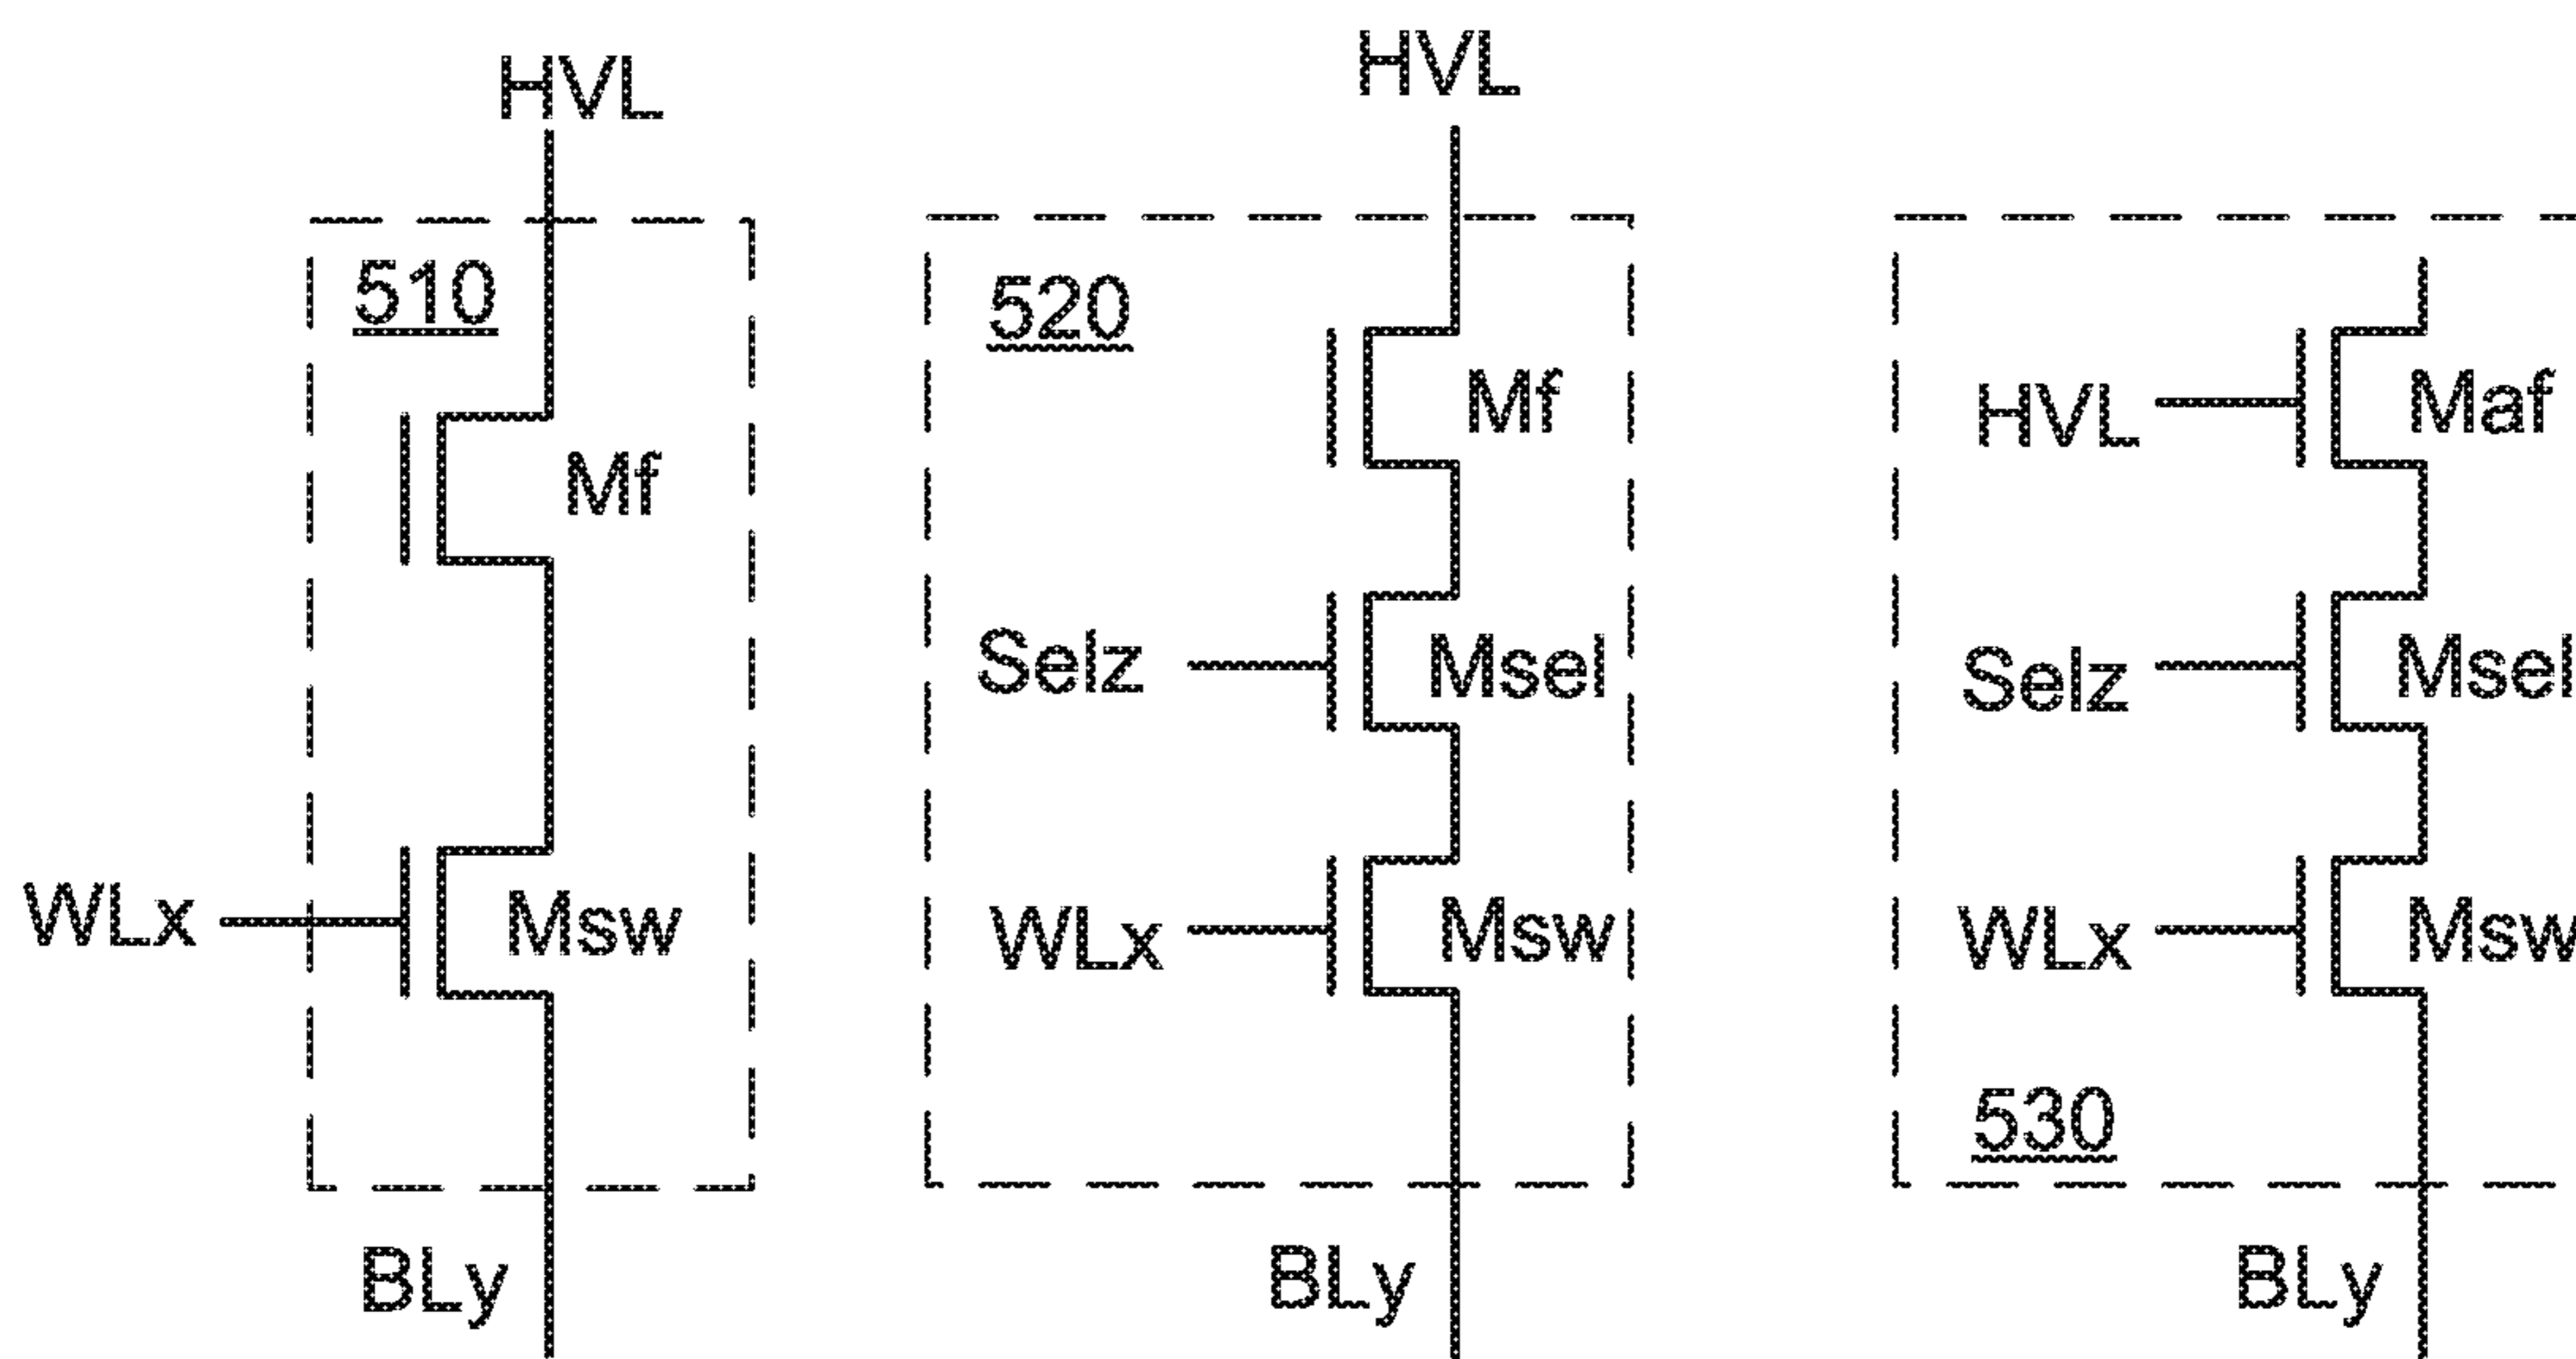 HVL
510
Mf
WLx
Msw
BLy
HVL
520
Mf
Selz
Msel
WLx
Msw
BLy
HVL
Maf
Selz
Msel
WLx
Msw
530
BLy